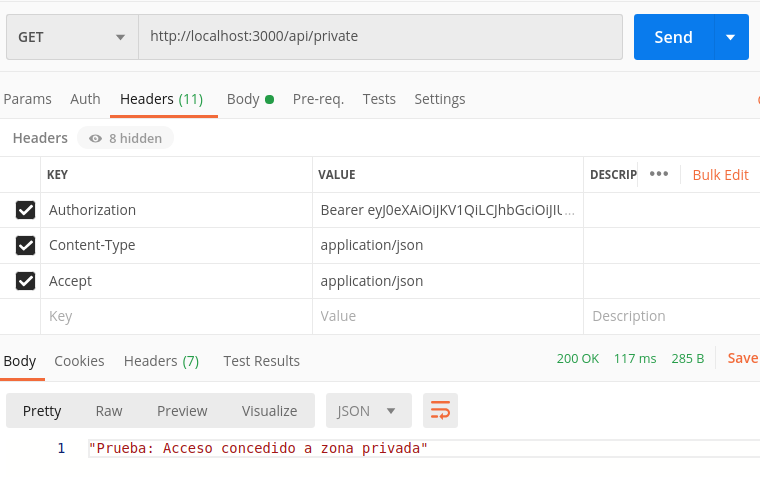 GET http://localhost:3000/api/private Send
Params Auth Headers (11) Body Pre-req. Tests Settings
Headers 8 hidden
KEY VALUE DESCRIP ••• Bulk Edit
Authorization Bearer eyJ0eXAiOiJKV1QiLCJhbGciOiJIU...
Content-Type application/json
Accept application/json
Key Value Description
Body Cookies Headers (7) Test Results 200 OK 117 ms 285 B Save
Pretty Raw Preview Visualize JSON
1 "Prueba: Acceso concedido a zona privada"